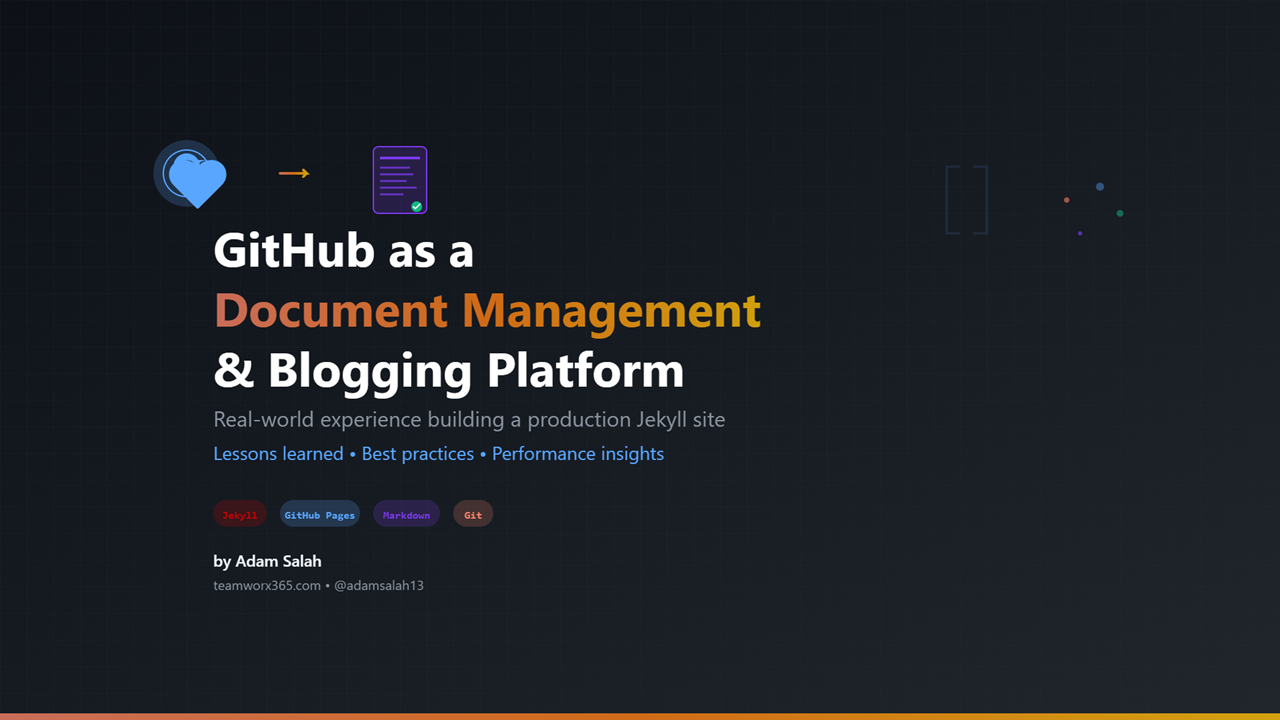 GitHub as a
Document Management
& Blogging Platform
Real-world experience building a production Jekyll site
Lessons learned • Best practices • Performance insights
Jekyll GitHub Pages Markdown Git
by Adam Salah
teamworx365.com • @adamsalah13